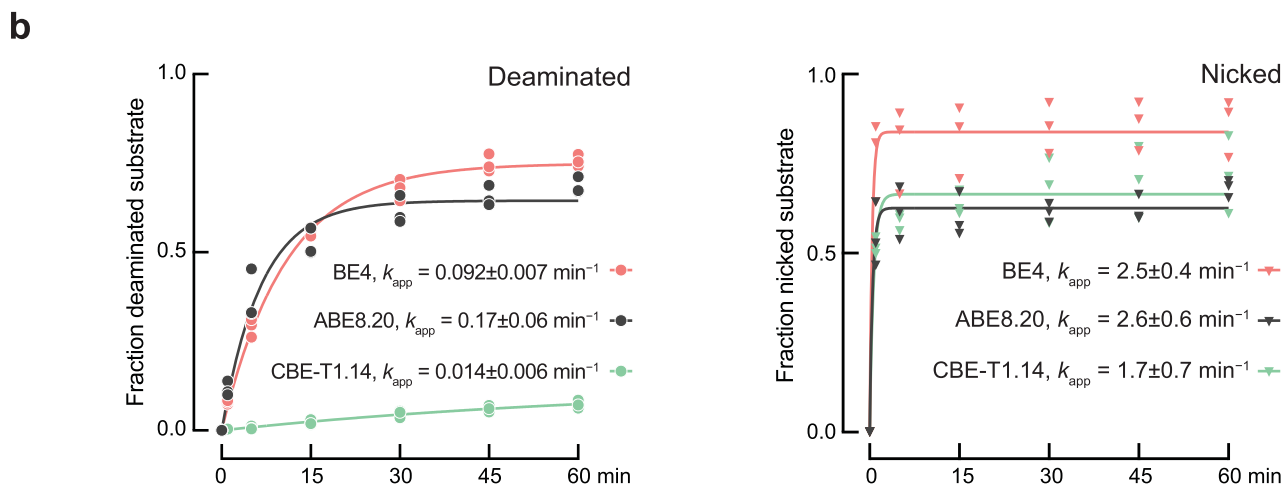 b
Deaminated
Fraction deaminated substrate
1.0
0.5
0.0
BE4, kapp = 0.092±0.007 min⁻¹
ABE8.20, kapp = 0.17±0.06 min⁻¹
CBE-T1.14, kapp = 0.014±0.006 min⁻¹
0 15 30 45 60 min
Nicked
Fraction nicked substrate
1.0
0.5
0.0
BE4, kapp = 2.5±0.4 min⁻¹
ABE8.20, kapp = 2.6±0.6 min⁻¹
CBE-T1.14, kapp = 1.7±0.7 min⁻¹
0 15 30 45 60 min